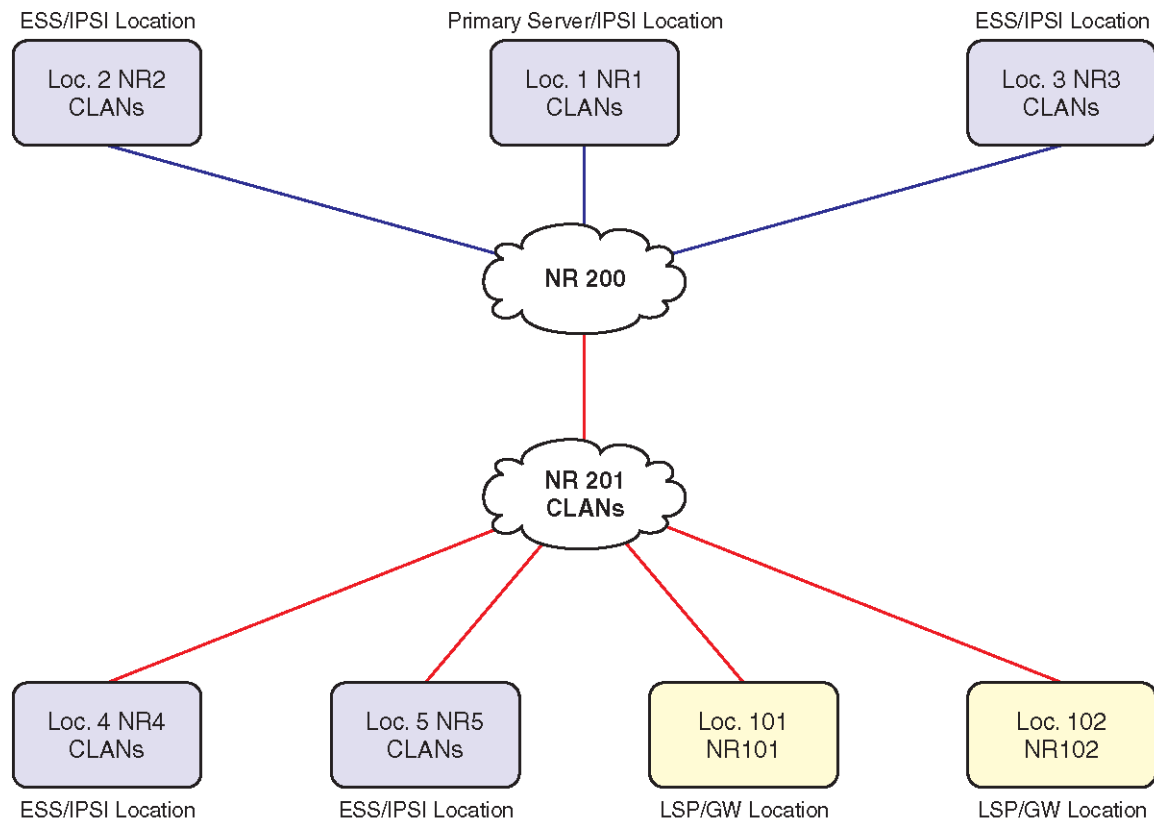 ESS/IPSI Location
Primary Server/IPSI Location
ESS/IPSI Location
Loc. 2 NR2
CLANs
Loc. 1 NR1
CLANs
Loc. 3 NR3
CLANs
NR 200
NR 201
CLANs
Loc. 4 NR4
CLANs
Loc. 5 NR5
CLANs
Loc. 101
NR101
Loc. 102
NR102
ESS/IPSI Location
ESS/IPSI Location
LSP/GW Location
LSP/GW Location